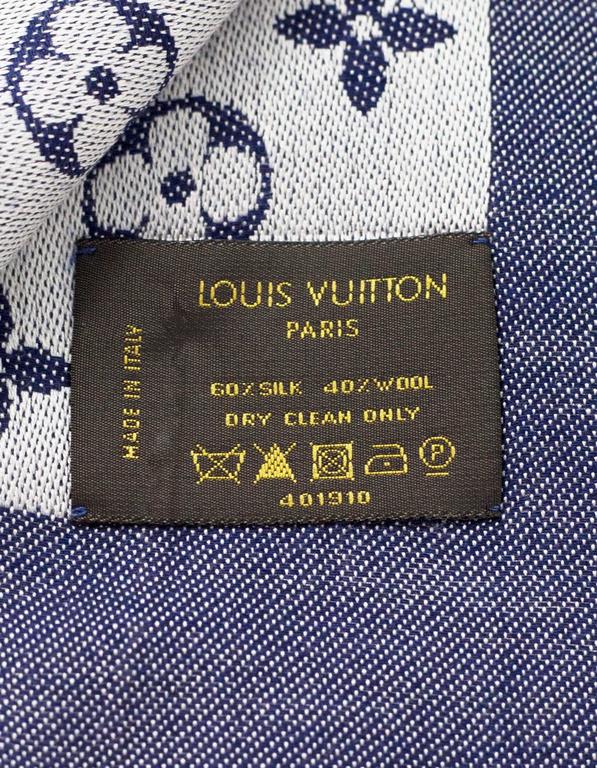 LOUIS VUITTON
PARIS
MADE IN ITALY
60% SILK 40% WOOL
DRY CLEAN ONLY
P
401910